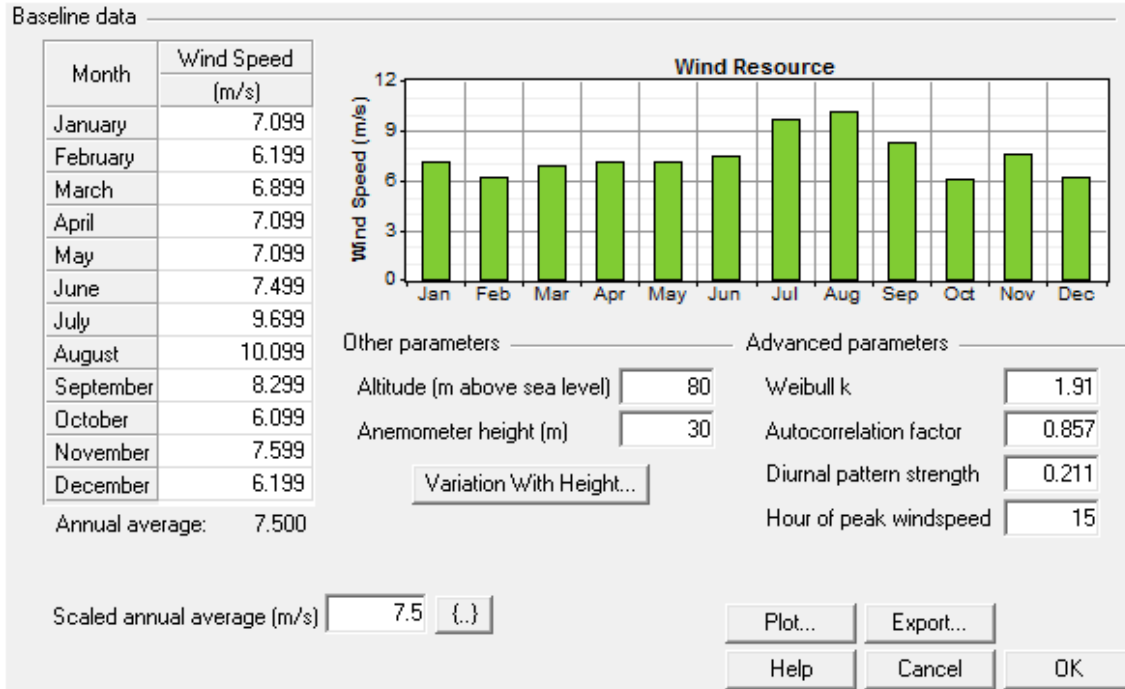 Baseline data
Month Wind Speed
(m/s)
January 7.099
February 6.199
March 6.899
April 7.099
May 7.099
June 7.499
July 9.699
August 10.099
September 8.299
October 6.099
November 7.599
December 6.199
Annual average: 7.500
Wind Resource
Wind Speed (m/s)
12
9
6
3
0
Jan Feb Mar Apr May Jun Jul Aug Sep Oct Nov Dec
Other parameters
Altitude (m above sea level) 80
Anemometer height (m) 30
Variation With Height...
Advanced parameters
Weibull k 1.91
Autocorrelation factor 0.857
Diurnal pattern strength 0.211
Hour of peak windspeed 15
Scaled annual average (m/s) 7.5 {..}
Plot... Export...
Help Cancel OK